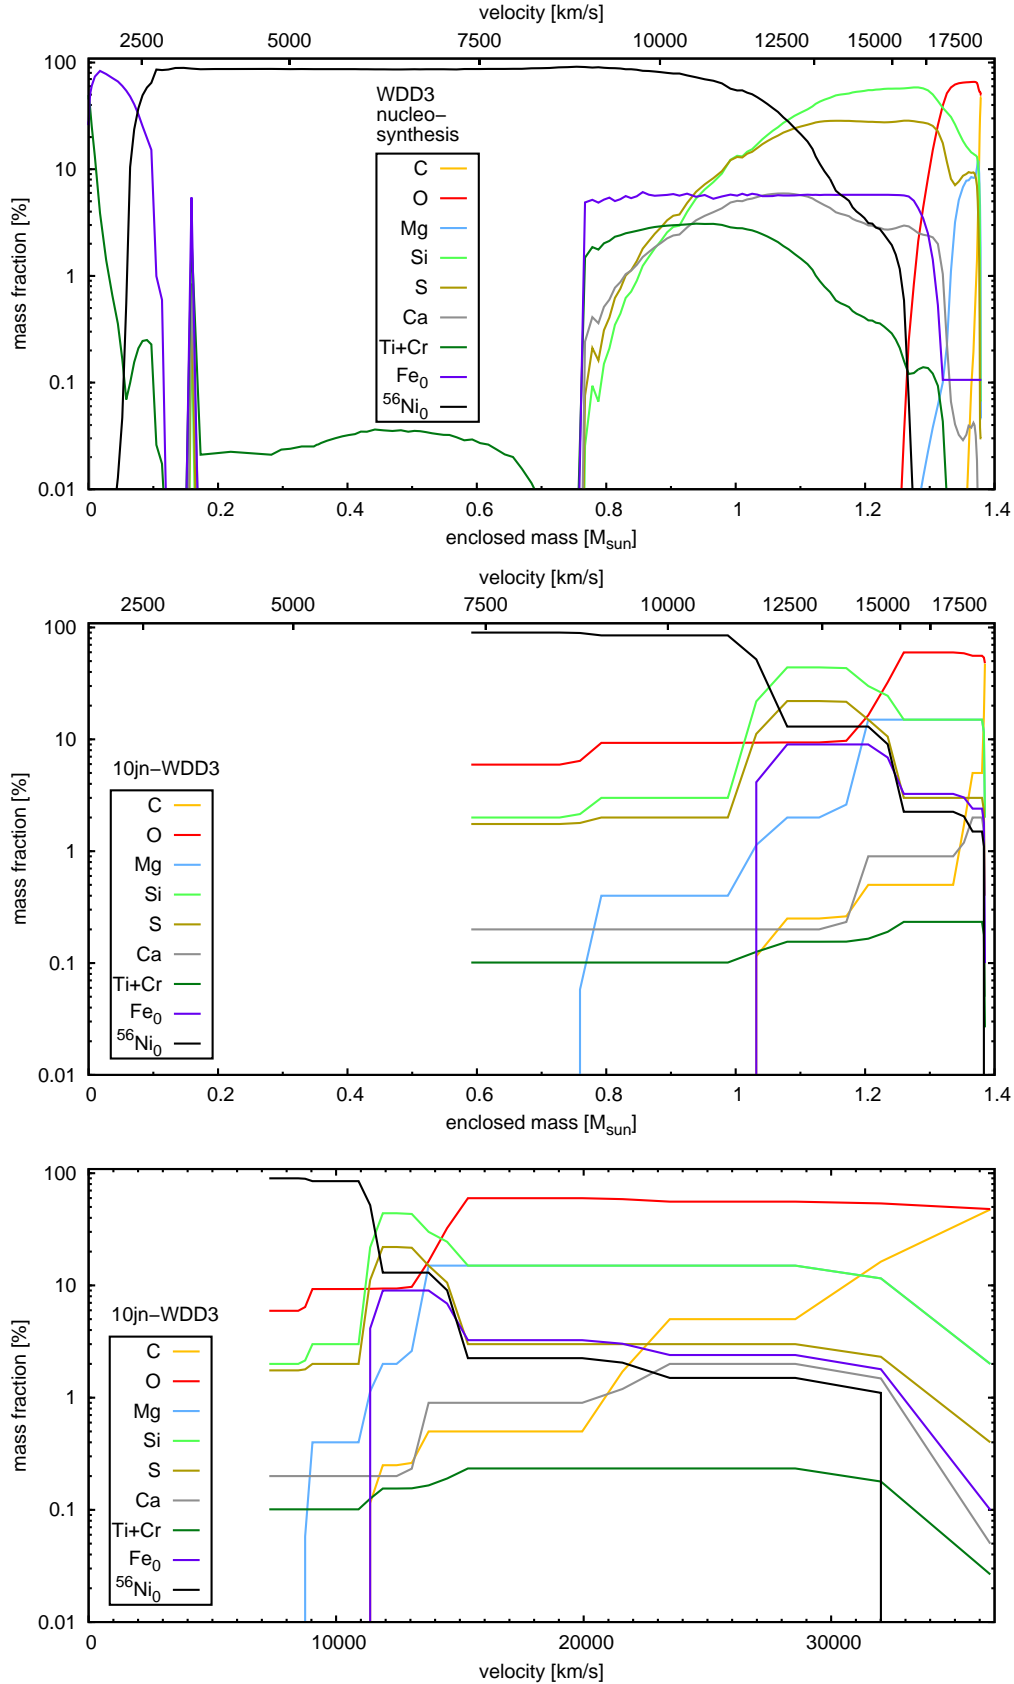 velocity [km/s]
2500 5000 7500 10000 12500 15000 17500
100
10
1
0.1
0.01
mass fraction [%]
WDD3
nucleo-
synthesis
C
O
Mg
Si
S
Ca
Ti+Cr
Fe0
56Ni0
0 0.2 0.4 0.6 0.8 1 1.2 1.4
enclosed mass [Msun]
velocity [km/s]
2500 5000 7500 10000 12500 15000 17500
100
10
1
0.1
0.01
mass fraction [%]
10jn-WDD3
C
O
Mg
Si
S
Ca
Ti+Cr
Fe0
56Ni0
0 0.2 0.4 0.6 0.8 1 1.2 1.4
enclosed mass [Msun]
100
10
1
0.1
0.01
mass fraction [%]
10jn-WDD3
C
O
Mg
Si
S
Ca
Ti+Cr
Fe0
56Ni0
0 10000 20000 30000
velocity [km/s]